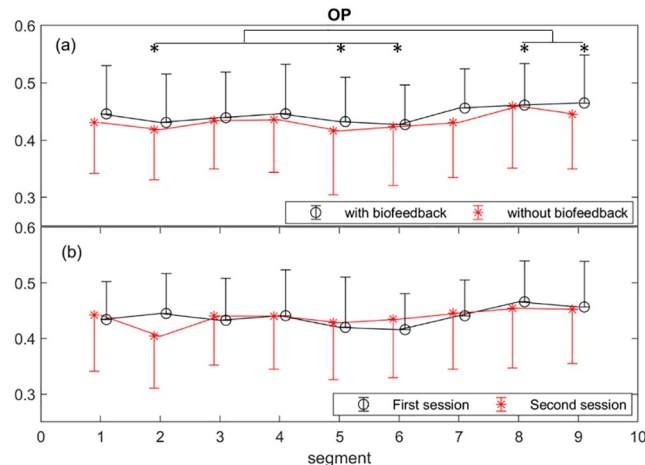 OP
0.6
(a)
* * * * *
0.5
0.4
0.3
with biofeedback without biofeedback
0.6
(b)
0.5
0.4
0.3
First session Second session
0 1 2 3 4 5 6 7 8 9 10
segment